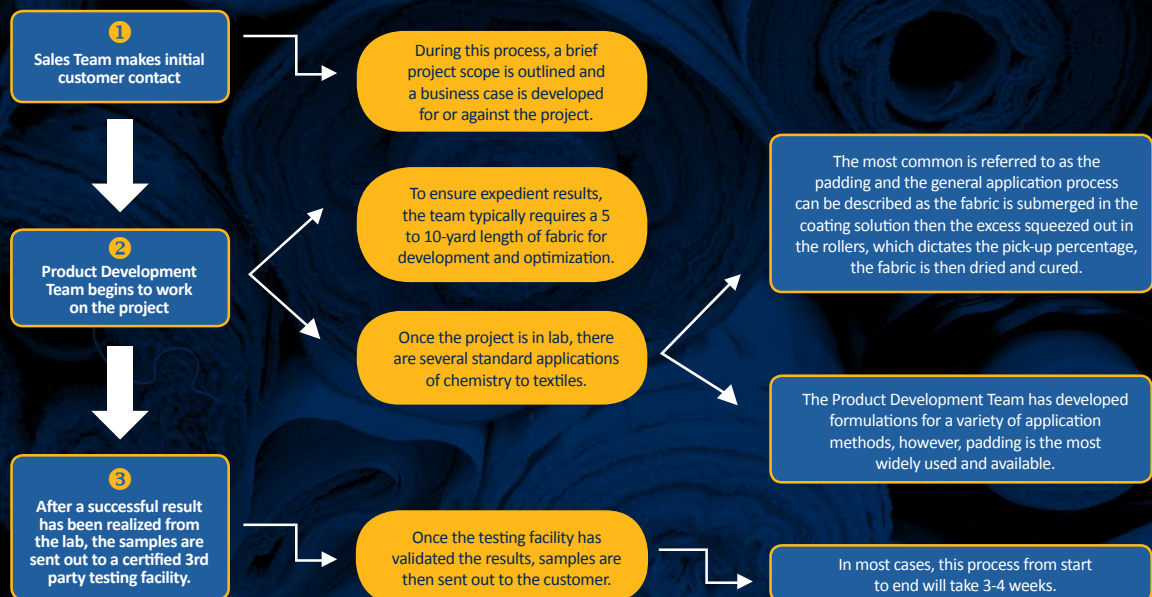 1
Sales Team makes initial
customer contact
During this process, a brief
project scope is outlined and
a business case is developed
for or against the project.
2
Product Development
Team begins to work
on the project
To ensure expedient results,
the team typically requires a 5
to 10-yard length of fabric for
development and optimization.
Once the project is in lab, there
are several standard applications
of chemistry to textiles.
The most common is referred to as the
padding and the general application process
can be described as the fabric is submerged in the
coating solution then the excess squeezed out in
the rollers, which dictates the pick-up percentage,
the fabric is then dried and cured.
The Product Development Team has developed
formulations for a variety of application
methods, however, padding is the most
widely used and available.
3
After a successful result
has been realized from
the lab, the samples are
sent out to a certified 3rd
party testing facility.
Once the testing facility has
validated the results, samples are
then sent out to the customer.
In most cases, this process from start
to end will take 3-4 weeks.